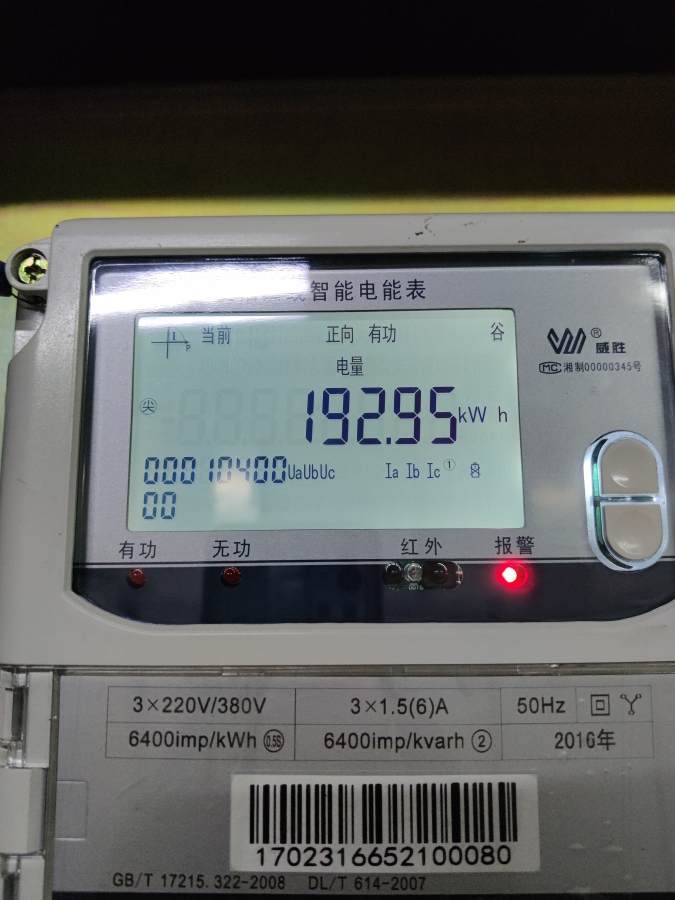 智能电能表
当前 正向 有功 谷
电量
尖 192.95 kW h
00010400 UaUbUc Ia Ib Ic ①
00
® 威胜
MC 湘制00000345号
有功 无功 红外 报警
3×220V/380V 3×1.5(6)A 50Hz
6400imp/kWh 0.5S 6400imp/kvarh ② 2016年
1702316652100080
GB/T 17215.322-2008 DL/T 614-2007